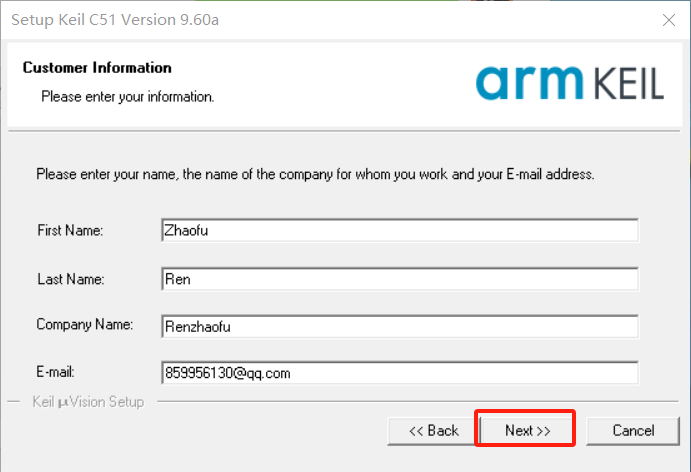 Setup Keil C51 Version 9.60a
Customer Information
Please enter your information.
arm KEIL
Please enter your name, the name of the company for whom you work and your E-mail address.
First Name: Zhaofu
Last Name: Ren
Company Name: Renzhaofu
E-mail: 859956130@qq.com
Keil µVision Setup
<< Back Next >> Cancel